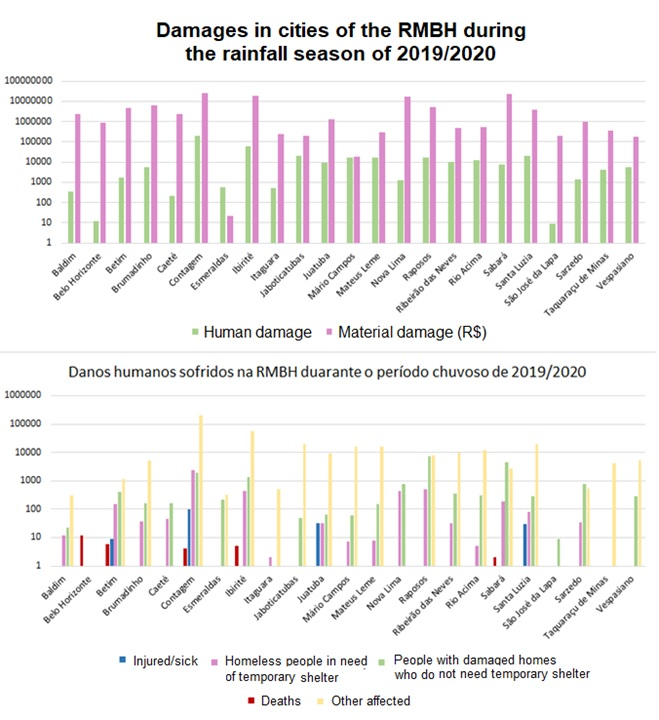 Damages in cities of the RMBH during
the rainfall season of 2019/2020
100000000
10000000
1000000
100000
10000
1000
100
10
1
Baldim
Belo Horizonte
Betim
Brumadinho
Caeté
Contagem
Esmeraldas
Ibirité
Itaguara
Jaboticatubas
Juatuba
Mário Campos
Mateus Leme
Nova Lima
Raposos
Ribeirão das Neves
Rio Acima
Sabará
Santa Luzia
São José da Lapa
Sarzedo
Taquaraçu de Minas
Vespasiano
Human damage Material damage (R$)
Danos humanos sofridos na RMBH duarante o período chuvoso de 2019/2020
1000000
100000
10000
1000
100
10
1
Baldim
Belo Horizonte
Betim
Brumadinho
Caeté
Contagem
Esmeraldas
Ibirité
Itaguara
Jaboticatubas
Juatuba
Mário Campos
Mateus Leme
Nova Lima
Raposos
Ribeirão das Neves
Rio Acima
Sabará
Santa Luzia
São José da Lapa
Sarzedo
Taquaraçu de Minas
Vespasiano
Injured/sick
Homeless people in need
of temporary shelter
People with damaged homes
who do not need temporary shelter
Deaths
Other affected